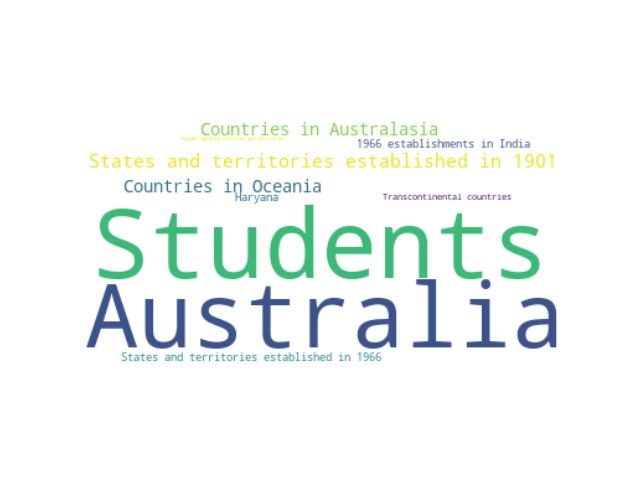 Countries in Australasia
1966 establishments in India
States and territories established in 1901
Countries in Oceania
Haryana
Transcontinental countries
Students
Australia
States and territories established in 1966